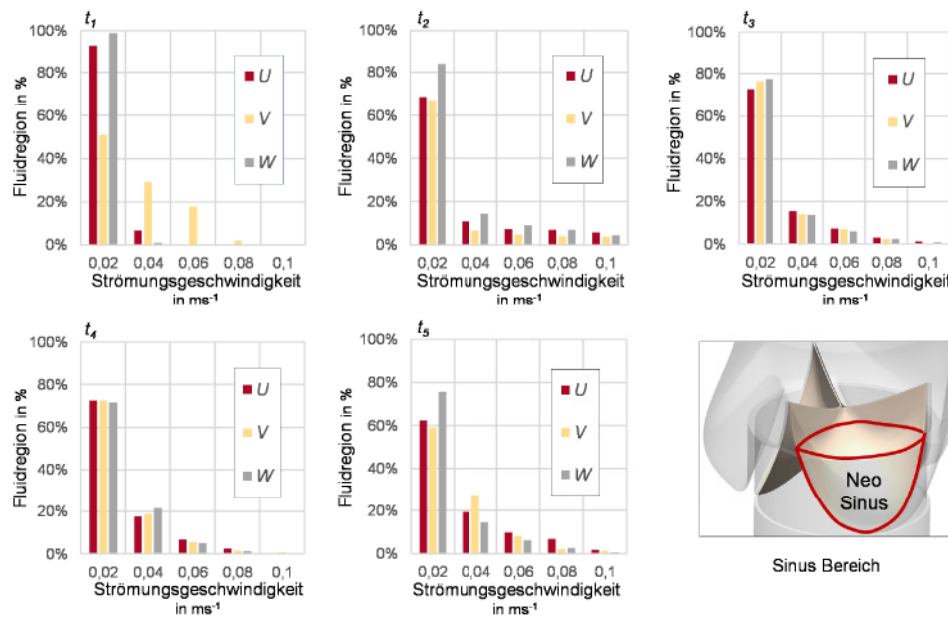 t₁
100%
80%
60%
40%
20%
0%
Fluidregion in %
U
V
W
0,02 0,04 0,06 0,08 0,1
Strömungsgeschwindigkeit
in ms⁻¹
t₂
100%
80%
60%
40%
20%
0%
Fluidregion in %
U
V
W
0,02 0,04 0,06 0,08 0,1
Strömungsgeschwindigkeit
in ms⁻¹
t₃
100%
80%
60%
40%
20%
0%
Fluidregion in %
U
V
W
0,02 0,04 0,06 0,08 0,1
Strömungsgeschwindigkeit
in ms⁻¹
t₄
100%
80%
60%
40%
20%
0%
Fluidregion in %
U
V
W
0,02 0,04 0,06 0,08 0,1
Strömungsgeschwindigkeit
in ms⁻¹
t₅
100%
80%
60%
40%
20%
0%
Fluidregion in %
U
V
W
0,02 0,04 0,06 0,08 0,1
Strömungsgeschwindigkeit
in ms⁻¹
Neo
Sinus
Sinus Bereich